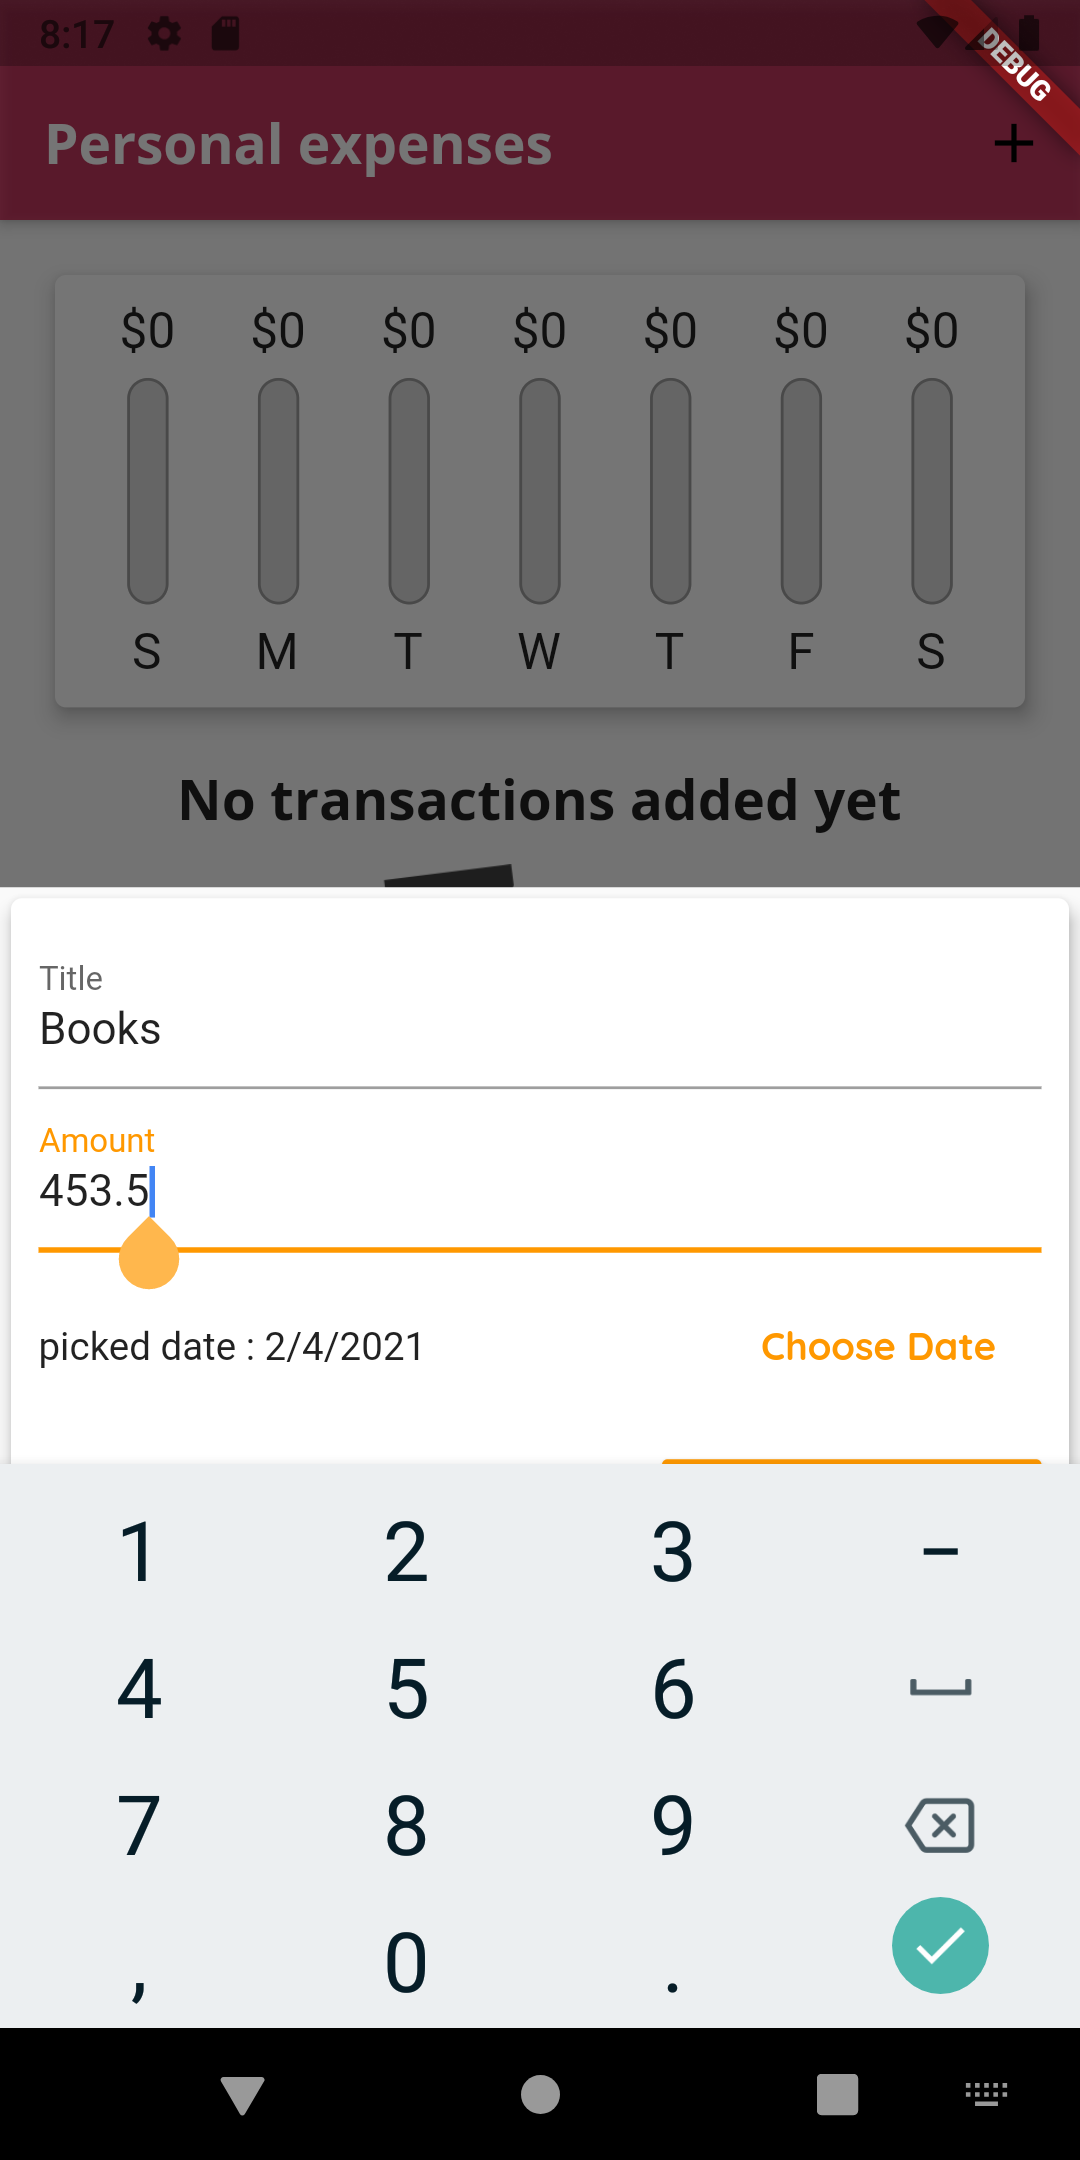 8:17
DEBUG
Personal expenses
$0 $0 $0 $0 $0 $0 $0
S M T W T F S
No transactions added yet
Title
Books
Amount
453.5
picked date : 2/4/2021 Choose Date
1 2 3 –
4 5 6
7 8 9
, 0 .